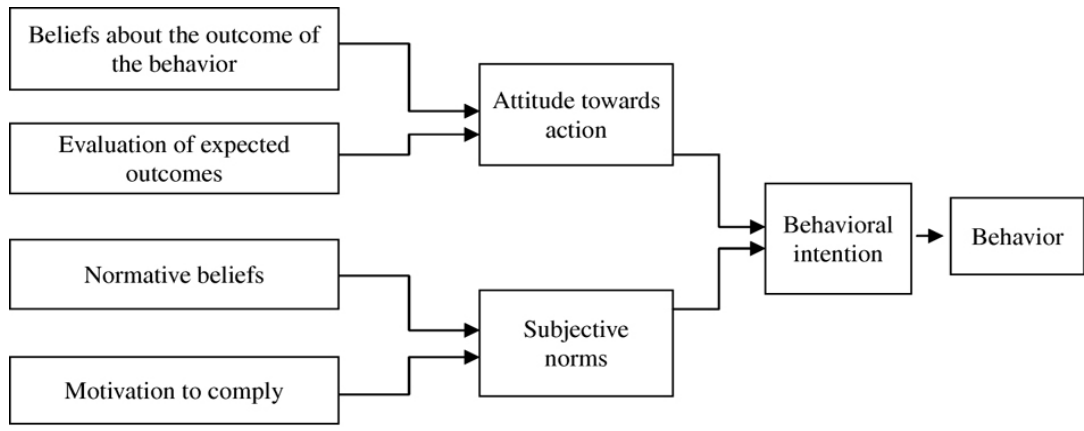 Beliefs about the outcome of
the behavior
Evaluation of expected
outcomes
Normative beliefs
Motivation to comply
Attitude towards
action
Subjective
norms
Behavioral
intention
Behavior